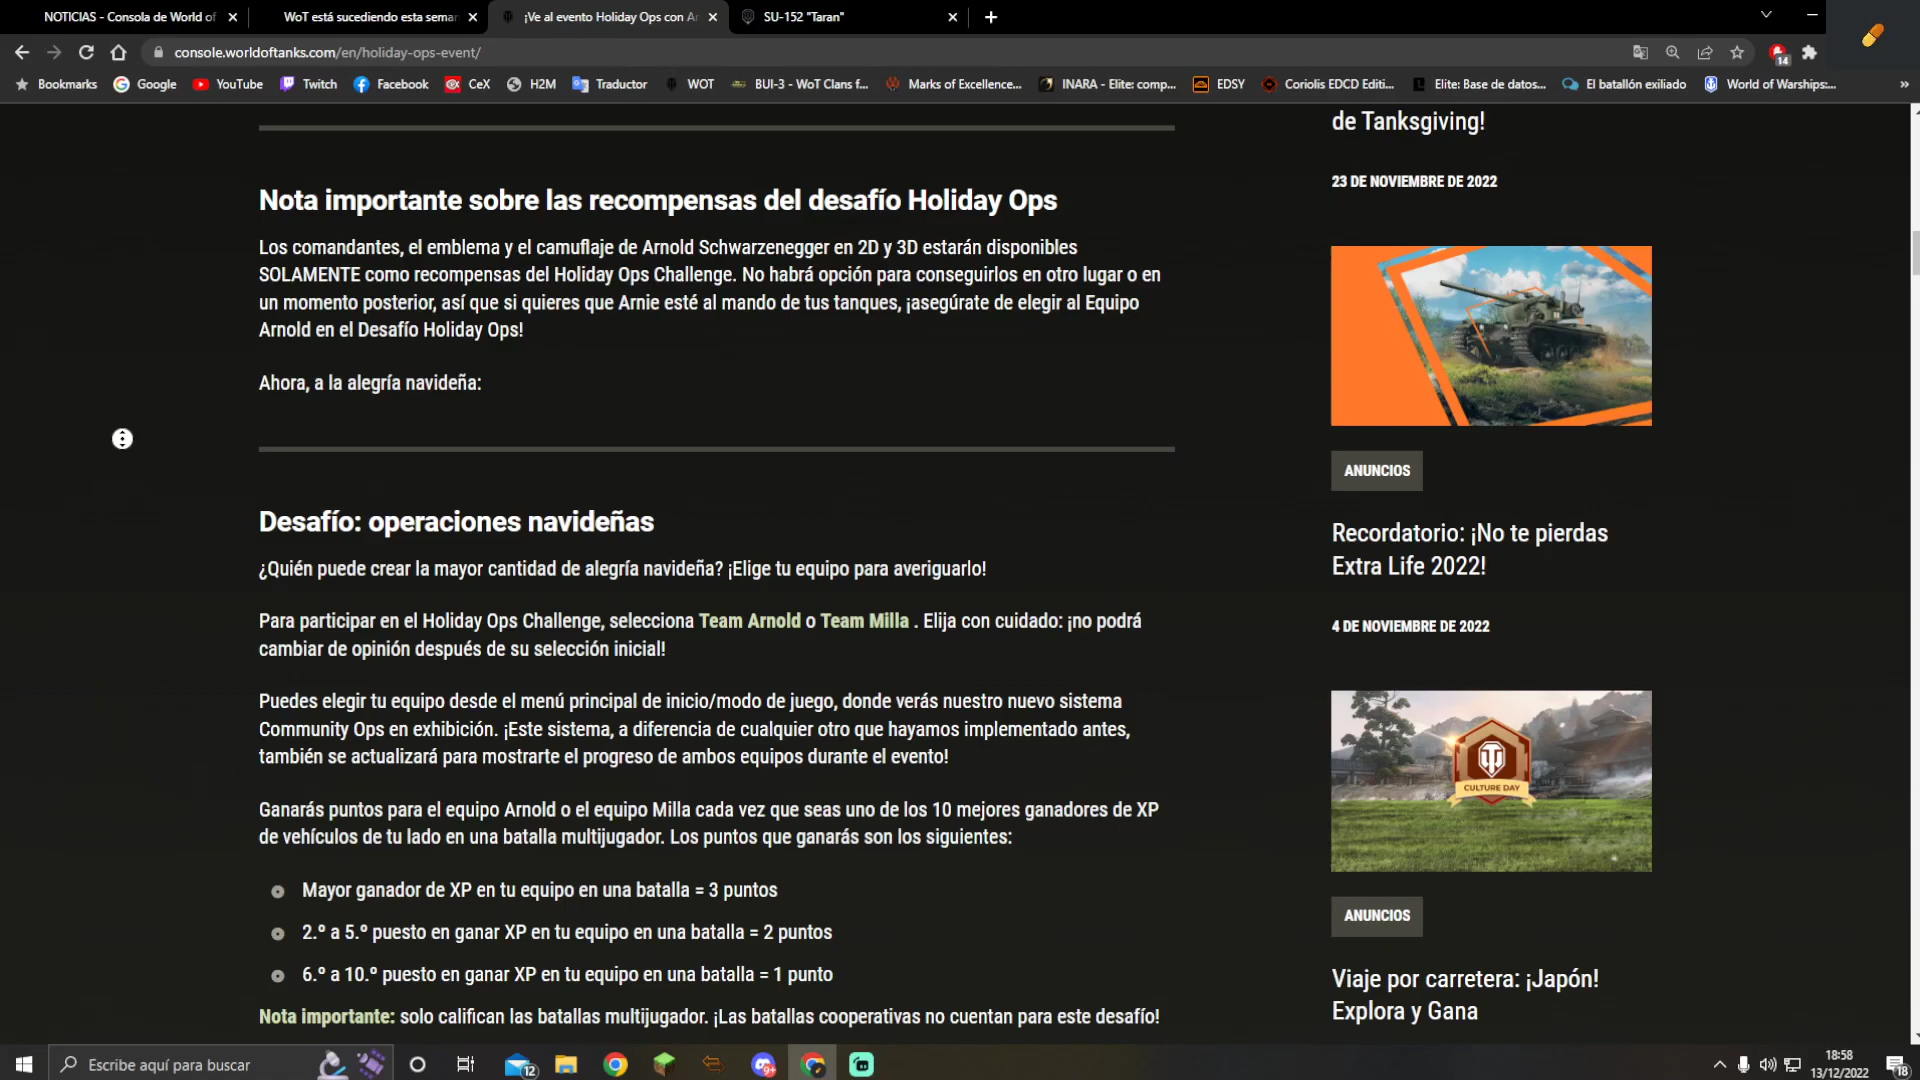 NOTICIAS - Consola de World of
WoT está sucediendo esta sema
¡Ve al evento Holiday Ops con Ar
SU-152 "Taran"
console.worldoftanks.com/en/holiday-ops-event/
14
Bookmarks
Google
YouTube
Twitch
Facebook
CeX
H2M
Traductor
WOT
BUI-3 - WoT Clans f...
Marks of Excellence...
INARA - Elite: comp...
EDSY
Coriolis EDCD Editi...
Elite: Base de datos...
El batallón exiliado
World of Warships:...
»
Nota importante sobre las recompensas del desafío Holiday Ops
Los comandantes, el emblema y el camuflaje de Arnold Schwarzenegger en 2D y 3D estarán disponibles
SOLAMENTE como recompensas del Holiday Ops Challenge. No habrá opción para conseguirlos en otro lugar o en
un momento posterior, así que si quieres que Arnie esté al mando de tus tanques, ¡asegúrate de elegir al Equipo
Arnold en el Desafío Holiday Ops!
Ahora, a la alegría navideña:
Desafío: operaciones navideñas
¿Quién puede crear la mayor cantidad de alegría navideña? ¡Elige tu equipo para averiguarlo!
Para participar en el Holiday Ops Challenge, selecciona Team Arnold o Team Milla . Elija con cuidado: ¡no podrá
cambiar de opinión después de su selección inicial!
Puedes elegir tu equipo desde el menú principal de inicio/modo de juego, donde verás nuestro nuevo sistema
Community Ops en exhibición. ¡Este sistema, a diferencia de cualquier otro que hayamos implementado antes,
también se actualizará para mostrarte el progreso de ambos equipos durante el evento!
Ganarás puntos para el equipo Arnold o el equipo Milla cada vez que seas uno de los 10 mejores ganadores de XP
de vehículos de tu lado en una batalla multijugador. Los puntos que ganarás son los siguientes:
Mayor ganador de XP en tu equipo en una batalla = 3 puntos
2.º a 5.º puesto en ganar XP en tu equipo en una batalla = 2 puntos
6.º a 10.º puesto en ganar XP en tu equipo en una batalla = 1 punto
Nota importante: solo califican las batallas multijugador. ¡Las batallas cooperativas no cuentan para este desafío!
de Tanksgiving!
23 DE NOVIEMBRE DE 2022
ANUNCIOS
Recordatorio: ¡No te pierdas
Extra Life 2022!
4 DE NOVIEMBRE DE 2022
CULTURE DAY
ANUNCIOS
Viaje por carretera: ¡Japón!
Explora y Gana
Escribe aquí para buscar
12
9+
18:58
13/12/2022
18